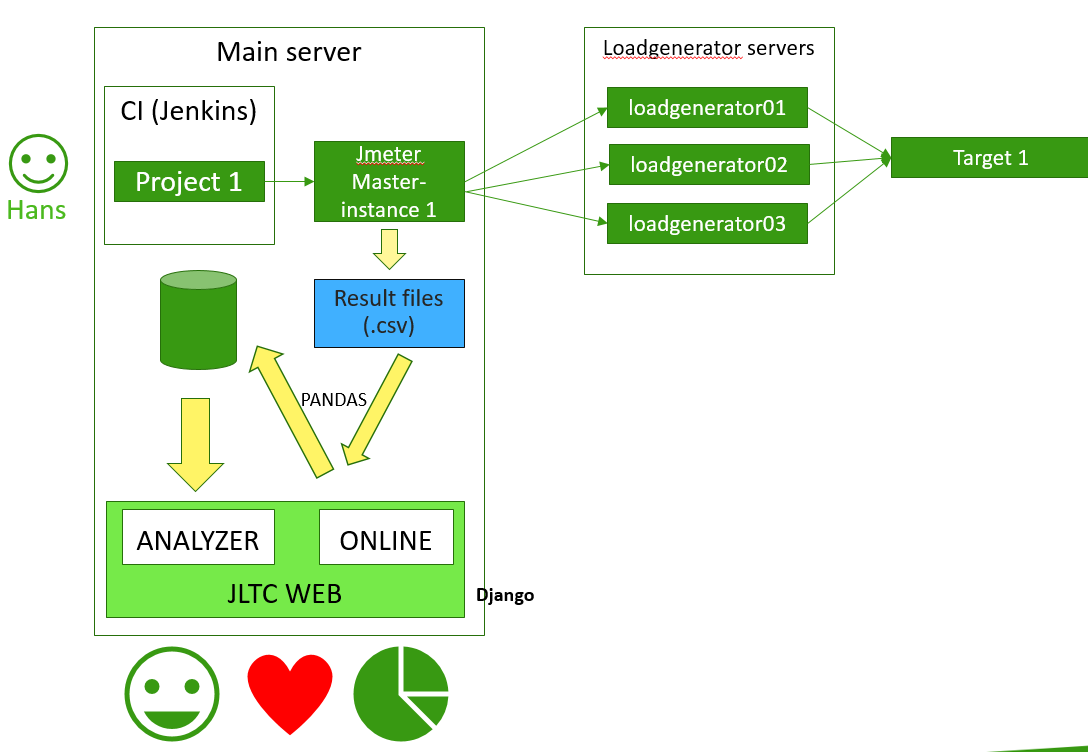 Main server
CI (Jenkins)
Project 1
Hans
Jmeter
Master-
instance 1
Result files
(.csv)
PANDAS
ANALYZER
ONLINE
JLTC WEB
Django
Loadgenerator servers
loadgenerator01
loadgenerator02
loadgenerator03
Target 1